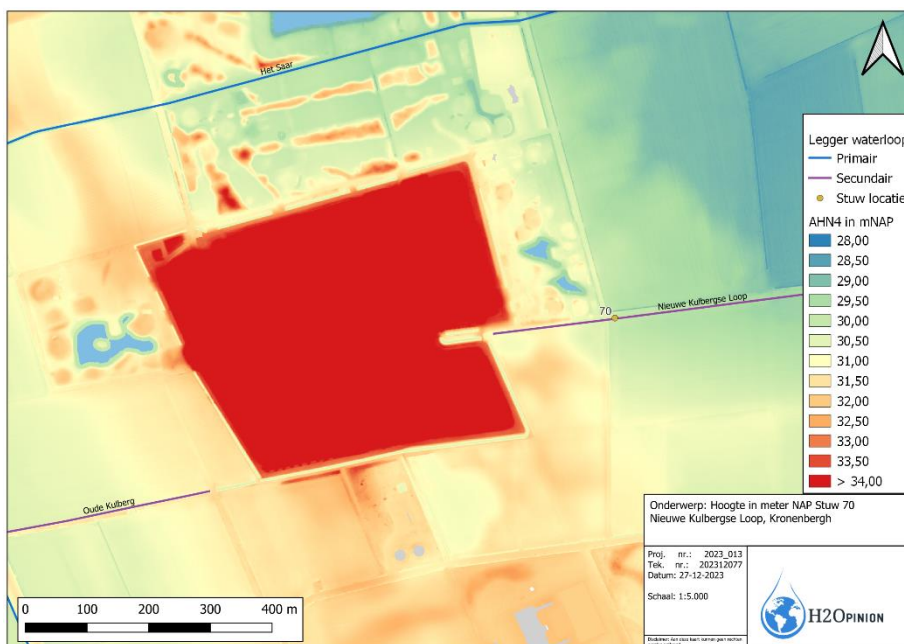 Het Saar
Legger waterloop
Primair
Secundair
Stuw locatie
AHN4 in mNAP
28,00
28,50
29,00
29,50
30,00
30,50
31,00
31,50
32,00
32,50
33,00
33,50
> 34,00
70
Nieuwe Kulbergse Loop
Oude Kulberg
Onderwerp: Hoogte in meter NAP Stuw 70
Nieuwe Kulbergse Loop, Kronenbergh
Proj. nr.: 2023_013
Tek. nr.: 202312077
Datum: 27-12-2023
Schaal: 1:5.000
H2OPINION
0 100 200 300 400 m